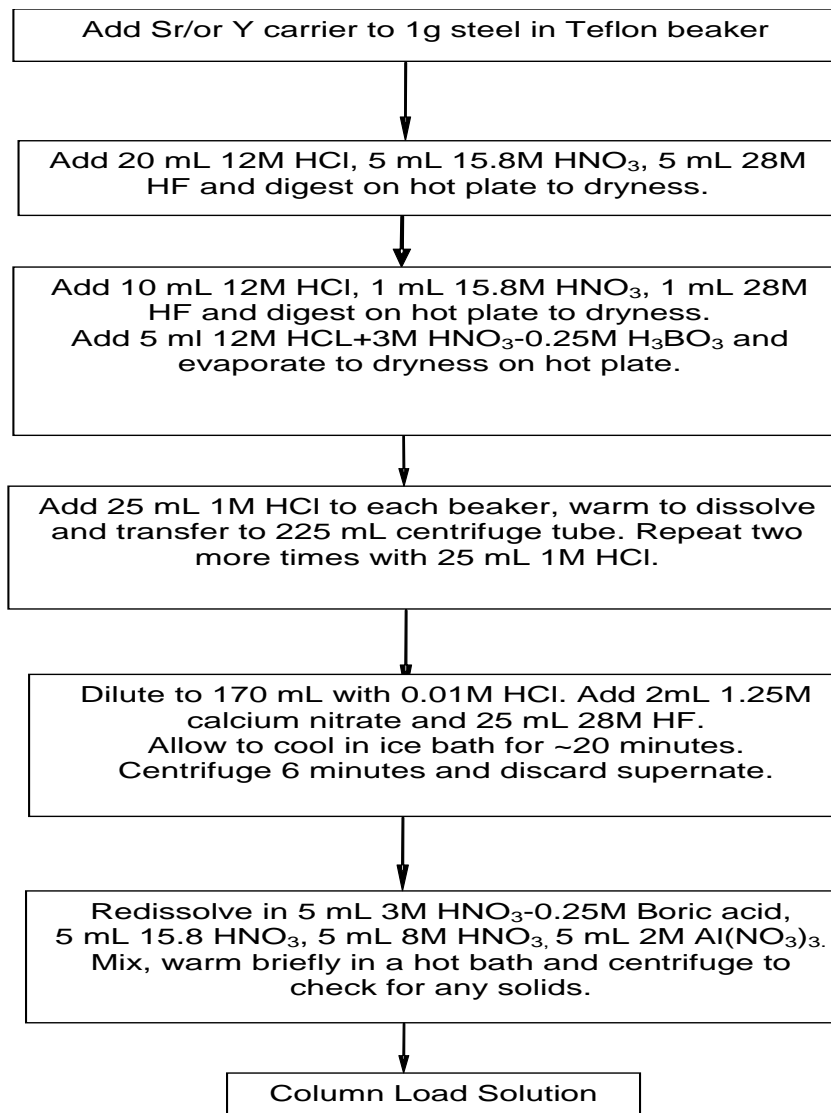 Add Sr/or Y carrier to 1g steel in Teflon beaker
Add 20 mL 12M HCl, 5 mL 15.8M HNO₃, 5 mL 28M
HF and digest on hot plate to dryness.
Add 10 mL 12M HCl, 1 mL 15.8M HNO₃, 1 mL 28M
HF and digest on hot plate to dryness.
Add 5 ml 12M HCL+3M HNO₃-0.25M H₃BO₃ and
evaporate to dryness on hot plate.
Add 25 mL 1M HCl to each beaker, warm to dissolve
and transfer to 225 mL centrifuge tube. Repeat two
more times with 25 mL 1M HCl.
Dilute to 170 mL with 0.01M HCl. Add 2mL 1.25M
calcium nitrate and 25 mL 28M HF.
Allow to cool in ice bath for ~20 minutes.
Centrifuge 6 minutes and discard supernate.
Redissolve in 5 mL 3M HNO₃-0.25M Boric acid,
5 mL 15.8 HNO₃, 5 mL 8M HNO₃, 5 mL 2M Al(NO₃)₃.
Mix, warm briefly in a hot bath and centrifuge to
check for any solids.
Column Load Solution